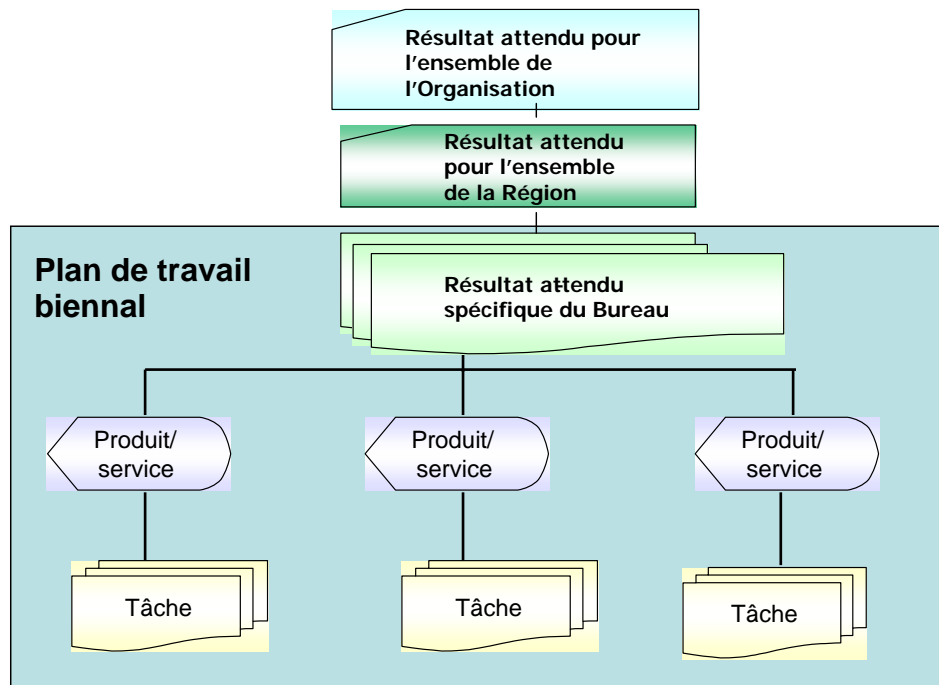 Résultat attendu pour
l'ensemble de
l'Organisation
Résultat attendu
pour l'ensemble
de la Région
Plan de travail
biennal
Résultat attendu
spécifique du Bureau
Produit/
service
Produit/
service
Produit/
service
Tâche
Tâche
Tâche